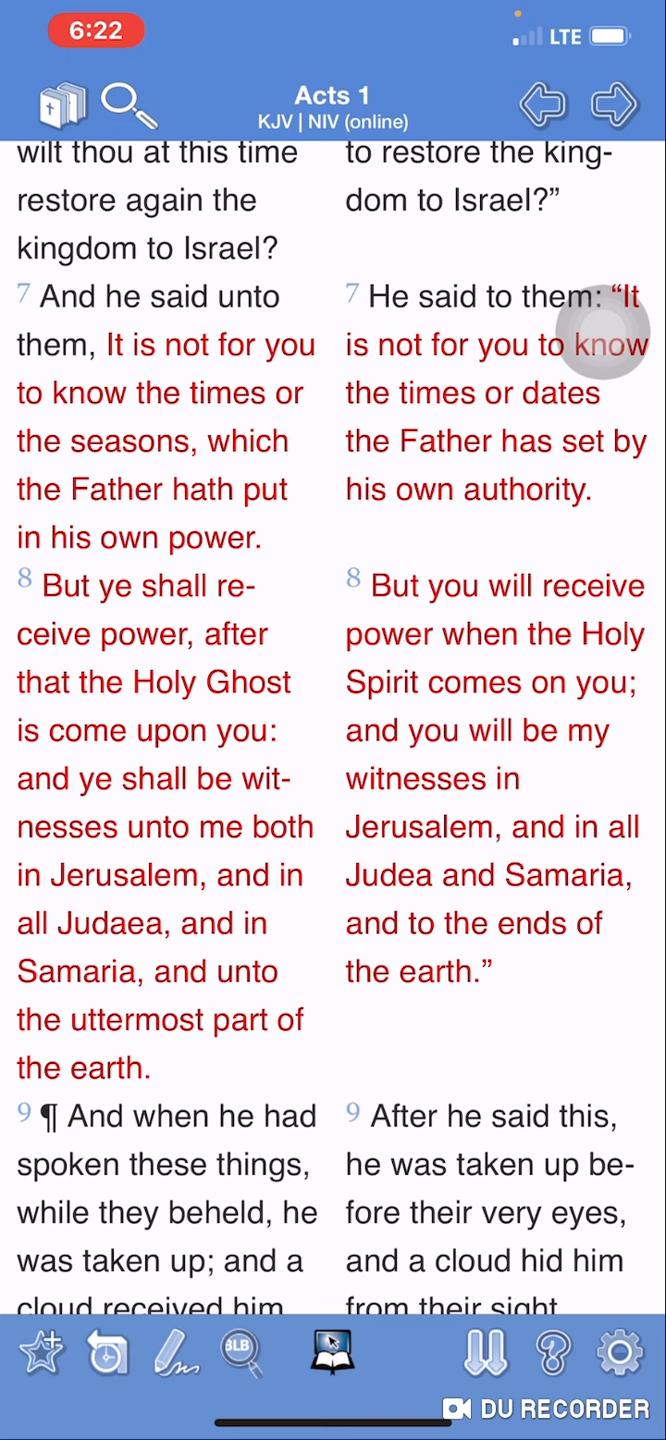 6:22
LTE
Acts 1
KJV | NIV (online)
wilt thou at this time
restore again the
kingdom to Israel?
7 And he said unto
them, It is not for you
to know the times or
the seasons, which
the Father hath put
in his own power.
8 But ye shall re-
ceive power, after
that the Holy Ghost
is come upon you:
and ye shall be wit-
nesses unto me both
in Jerusalem, and in
all Judaea, and in
Samaria, and unto
the uttermost part of
the earth.
9 ¶ And when he had
spoken these things,
while they beheld, he
was taken up; and a
cloud received him
to restore the king-
dom to Israel?”
7 He said to them: “It
is not for you to know
the times or dates
the Father has set by
his own authority.
8 But you will receive
power when the Holy
Spirit comes on you;
and you will be my
witnesses in
Jerusalem, and in all
Judea and Samaria,
and to the ends of
the earth.”
9 After he said this,
he was taken up be-
fore their very eyes,
and a cloud hid him
from their sight
BLB
DU RECORDER